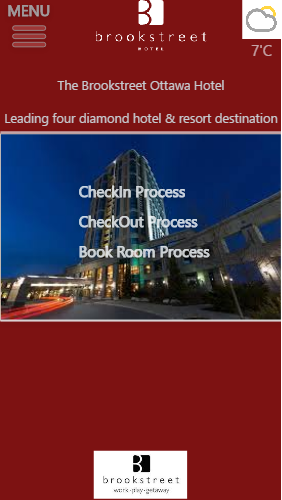 MENU
brookstreet
HOTEL
7°C
The Brookstreet Ottawa Hotel
Leading four diamond hotel & resort destination
CheckIn Process
CheckOut Process
Book Room Process
brookstreet
work-play-getaway